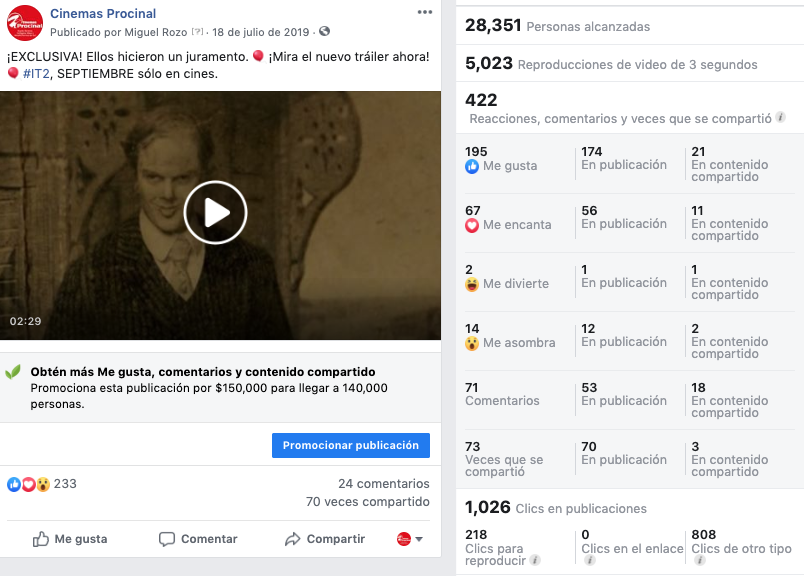 Cinemas Procinal
Publicado por Miguel Rozo [?] · 18 de julio de 2019 ·
¡EXCLUSIVA! Ellos hicieron un juramento. 🎈 ¡Mira el nuevo tráiler ahora!
🎈 #IT2, SEPTIEMBRE sólo en cines.
02:29
Obtén más Me gusta, comentarios y contenido compartido
Promociona esta publicación por $150,000 para llegar a 140,000
personas.
Promocionar publicación
233
24 comentarios
70 veces compartido
Me gusta
Comentar
Compartir
28,351 Personas alcanzadas
5,023 Reproducciones de video de 3 segundos
422
Reacciones, comentarios y veces que se compartió
195
Me gusta
174
En publicación
21
En contenido
compartido
67
Me encanta
56
En publicación
11
En contenido
compartido
2
Me divierte
1
En publicación
1
En contenido
compartido
14
Me asombra
12
En publicación
2
En contenido
compartido
71
Comentarios
53
En publicación
18
En contenido
compartido
73
Veces que se
compartió
70
En publicación
3
En contenido
compartido
1,026 Clics en publicaciones
218
Clics para
reproducir
0
Clics en el enlace
808
Clics de otro tipo